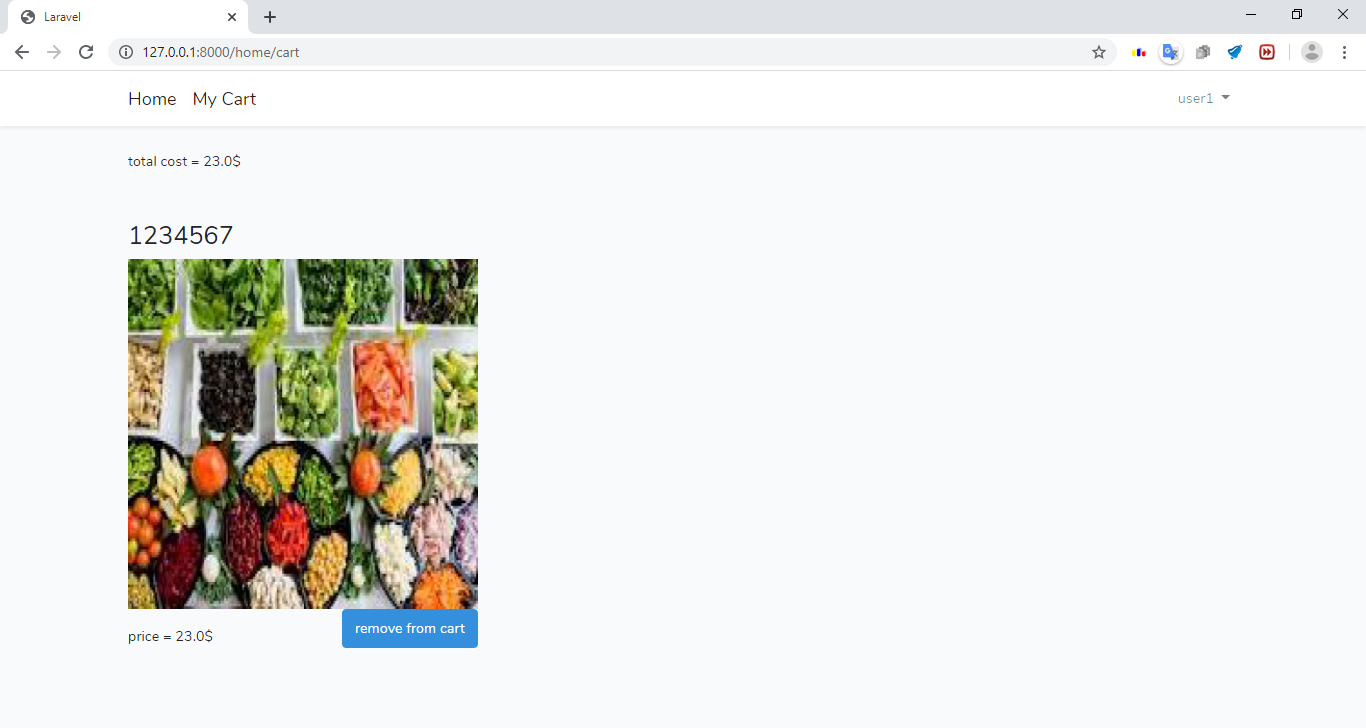 Laravel
127.0.0.1:8000/home/cart
Home My Cart user1
total cost = 23.0$
1234567
price = 23.0$ remove from cart